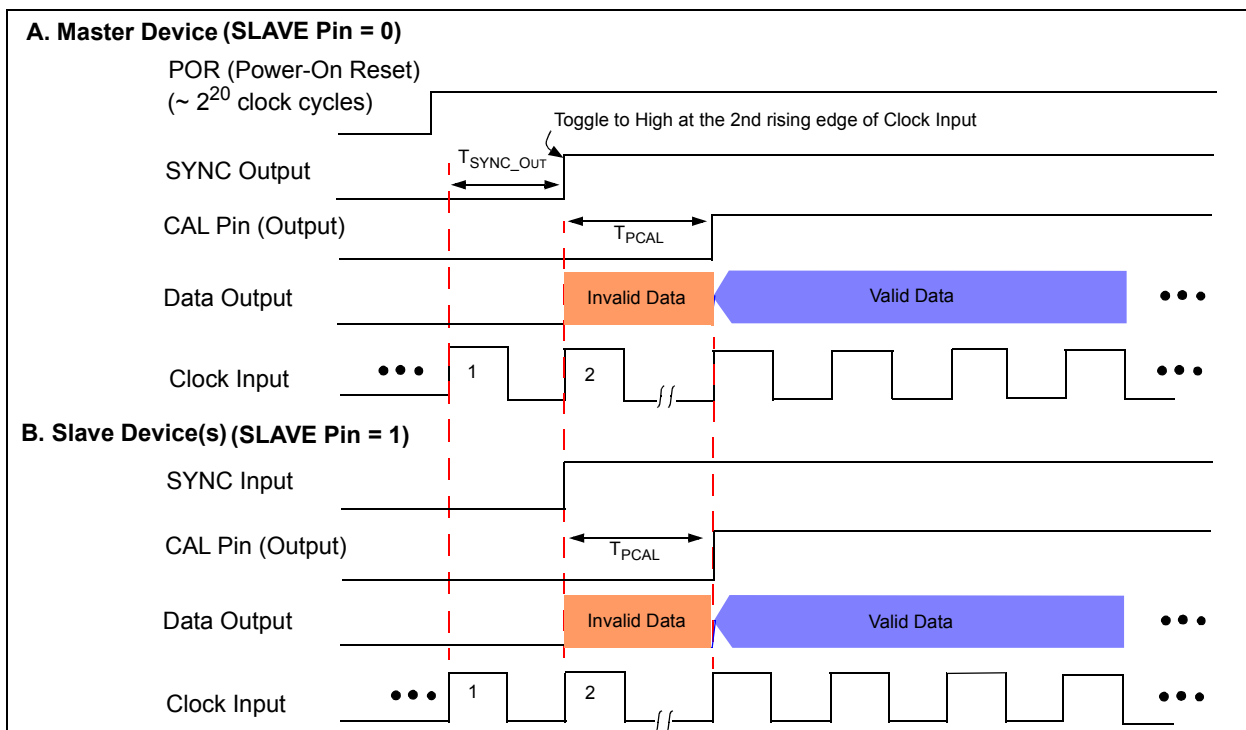 A. Master Device (SLAVE Pin = 0)
POR (Power-On Reset)
(~ 2^20 clock cycles)
Toggle to High at the 2nd rising edge of Clock Input
T_SYNC_OUT
SYNC Output
CAL Pin (Output)
T_PCAL
Data Output
Invalid Data
Valid Data
•••
Clock Input
•••
1
2
•••
B. Slave Device(s) (SLAVE Pin = 1)
SYNC Input
CAL Pin (Output)
T_PCAL
Data Output
Invalid Data
Valid Data
•••
Clock Input
•••
1
2
•••